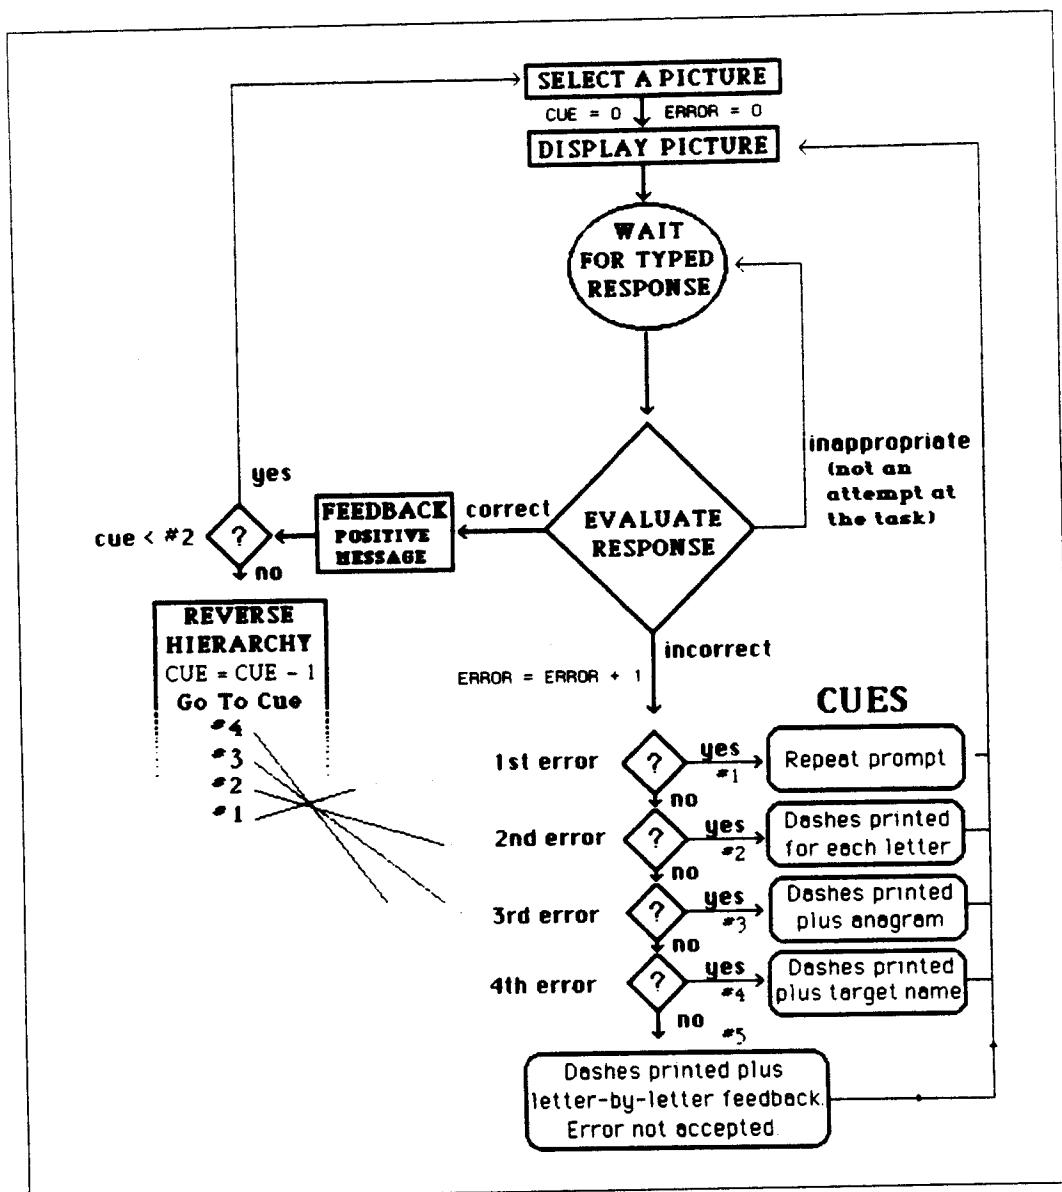 SELECT A PICTURE
CUE = 0 ERROR = 0
DISPLAY PICTURE
WAIT
FOR TYPED
RESPONSE
inappropriate
(not an
attempt at
the task)
EVALUATE
RESPONSE
correct
FEEDBACK
POSITIVE
MESSAGE
yes
cue < #2
?
no
REVERSE
HIERARCHY
CUE = CUE - 1
Go To Cue
#4
#3
#2
#1
incorrect
ERROR = ERROR + 1
CUES
1st error
?
yes
#1
Repeat prompt
no
2nd error
?
yes
#2
Dashes printed
for each letter
no
3rd error
?
yes
#3
Dashes printed
plus anagram
no
4th error
?
yes
#4
Dashes printed
plus target name
no
#5
Dashes printed plus
letter-by-letter feedback.
Error not accepted.